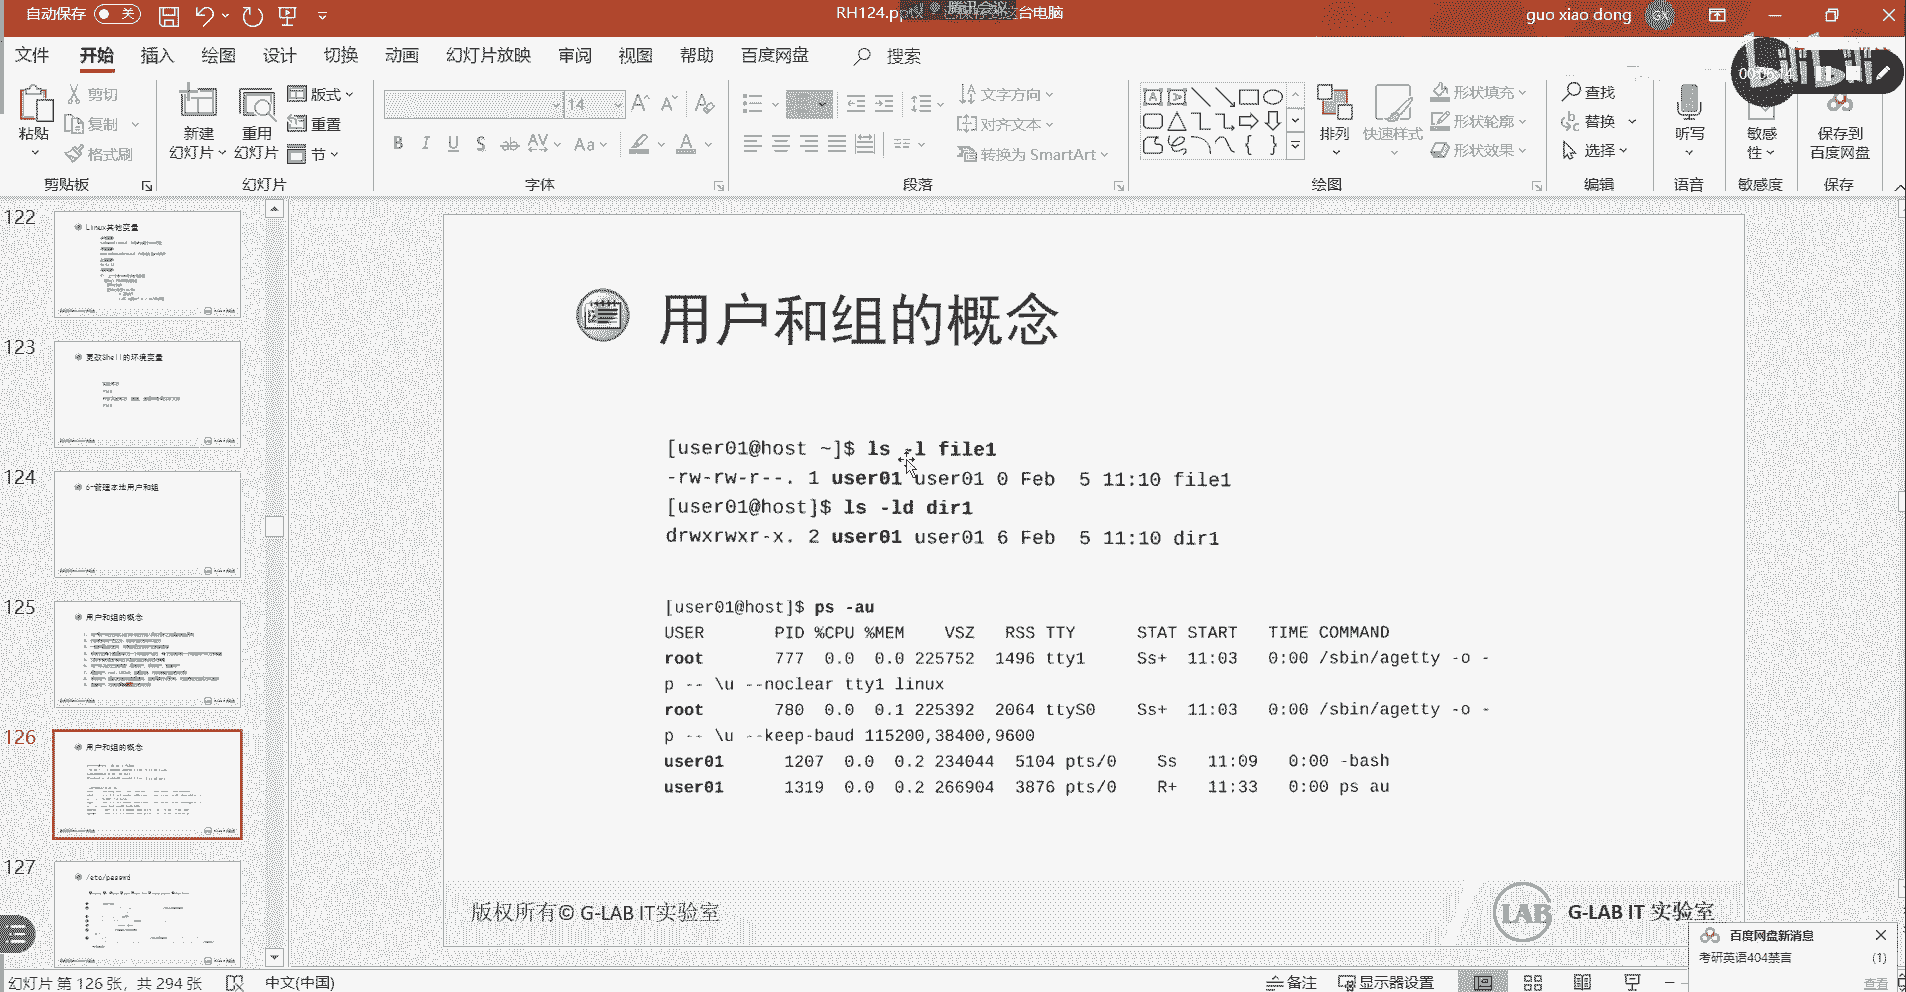 自动保存 关
RH124.pptx
guo xiao dong GX
文件 开始 插入 绘图 设计 切换 动画 幻灯片放映 审阅 视图 帮助 百度网盘 搜索
粘贴
剪切
复制
格式刷
剪贴板
新建
幻灯片
重用
幻灯片
版式
重置
节
幻灯片
14
B I U S ab AV Aa A
字体
文字方向
对齐文本
转换为 SmartArt
段落
排列
快速样式
形状填充
形状轮廓
形状效果
绘图
查找
替换
选择
编辑
听写
语音
敏感
性
敏感度
保存到
百度网盘
保存
122
Linux其他变量
123
更改Shell的环境变量
124
6-管理本地用户和组
125
用户和组的概念
126
用户和组的概念
127
/etc/passwd
用户和组的概念
[user01@host ~]$ ls -l file1
-rw-rw-r--. 1 user01 user01 0 Feb 5 11:10 file1
[user01@host]$ ls -ld dir1
drwxrwxr-x. 2 user01 user01 6 Feb 5 11:10 dir1
[user01@host]$ ps -au
USER PID %CPU %MEM VSZ RSS TTY STAT START TIME COMMAND
root 777 0.0 0.0 225752 1496 tty1 Ss+ 11:03 0:00 /sbin/agetty -o -
p -- \u --noclear tty1 linux
root 780 0.0 0.1 225392 2064 ttyS0 Ss+ 11:03 0:00 /sbin/agetty -o -
p -- \u --keep-baud 115200,38400,9600
user01 1207 0.0 0.2 234044 5104 pts/0 Ss 11:09 0:00 -bash
user01 1319 0.0 0.2 266904 3876 pts/0 R+ 11:33 0:00 ps au
版权所有© G-LAB IT实验室
LAB G-LAB IT 实验室
百度网盘新消息
考研英语404禁言 (1)
查看
幻灯片 第 126 张，共 294 张 中文(中国) 备注 显示器设置